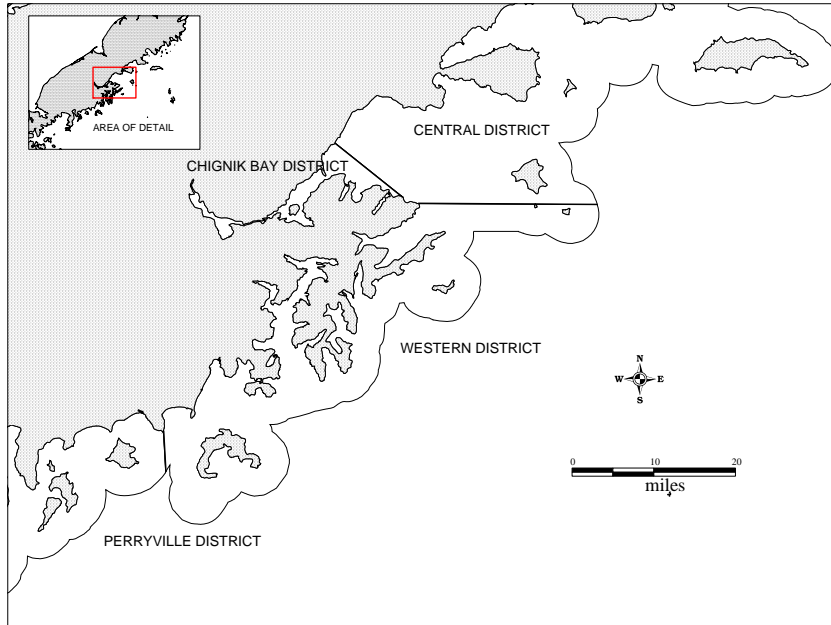 AREA OF DETAIL
CENTRAL DISTRICT
CHIGNIK BAY DISTRICT
WESTERN DISTRICT
N
W E
S
0 10 20
miles
PERRYVILLE DISTRICT